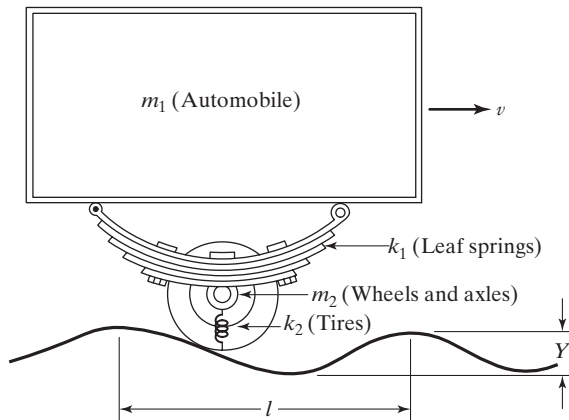 m₁ (Automobile)
v
k₁ (Leaf springs)
m₂ (Wheels and axles)
k₂ (Tires)
Y
l